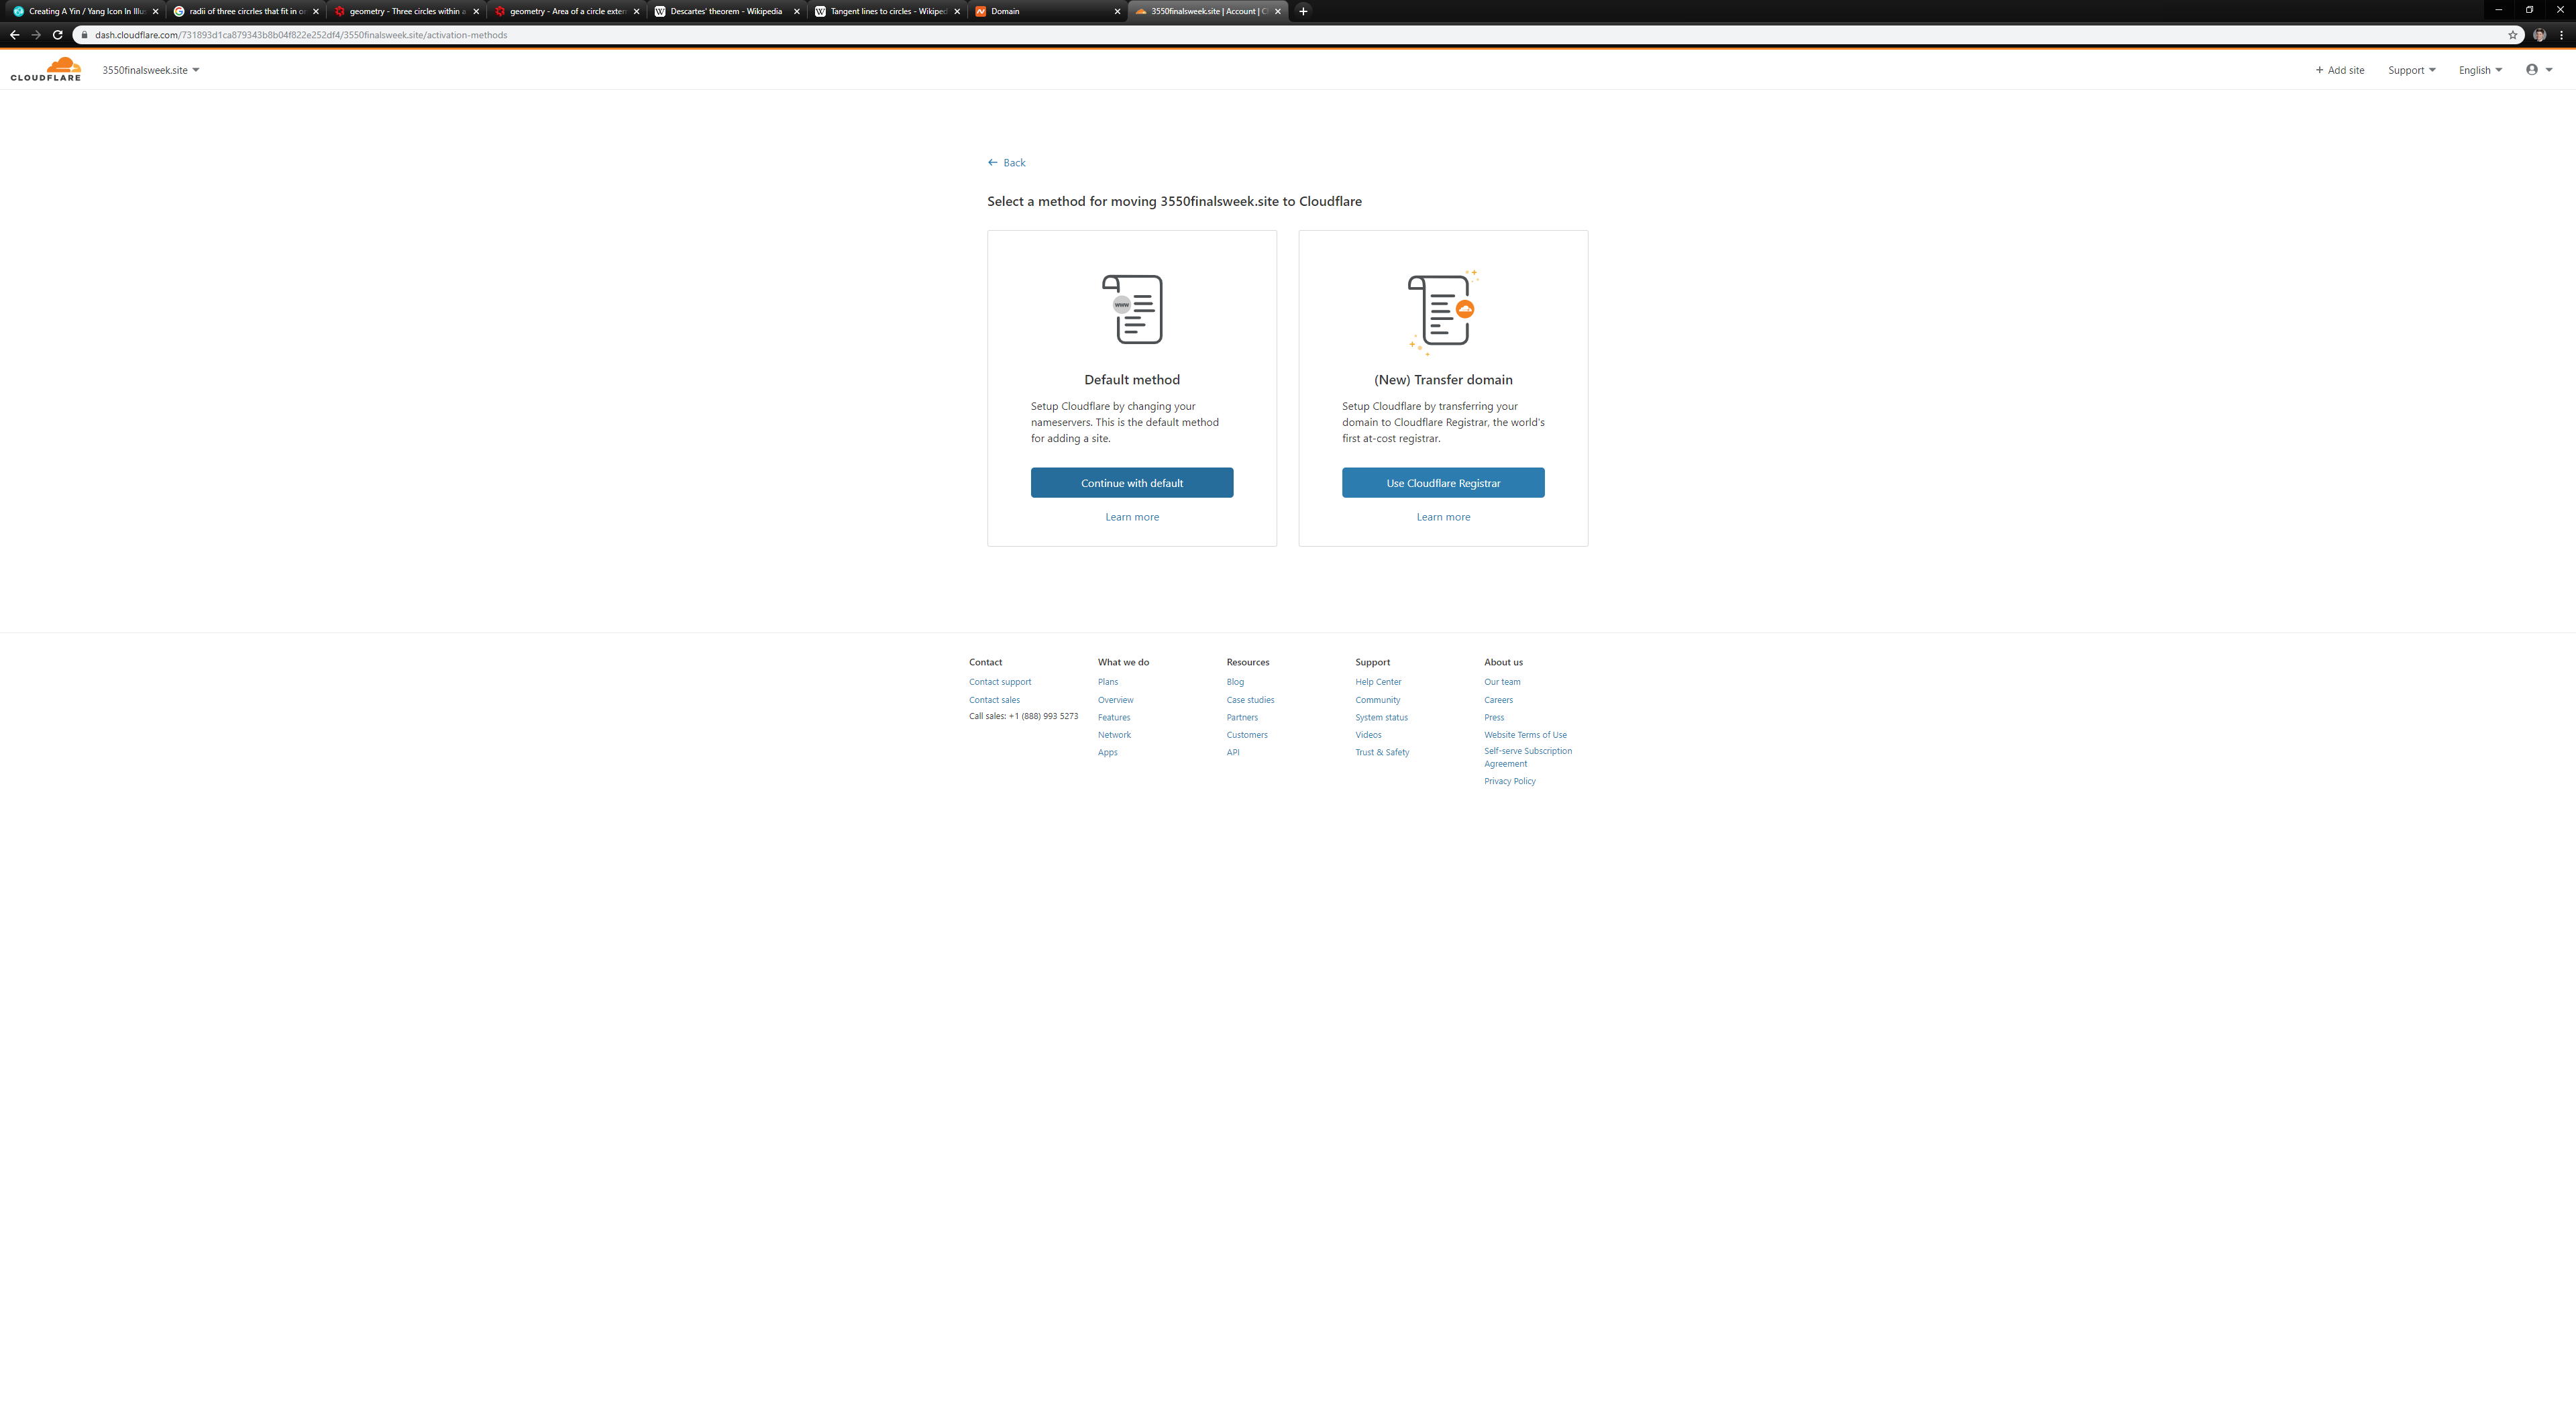 Creating A Yin / Yang Icon In Illus
radii of three circrles that fit in o
geometry - Three circles within a
geometry - Area of a circle extern
Descartes' theorem - Wikipedia
Tangent lines to circles - Wikiped
Domain
3550finalsweek.site | Account | C
dash.cloudflare.com/731893d1ca879343b8b04f822e252df4/3550finalsweek.site/activation-methods
CLOUDFLARE
3550finalsweek.site
+ Add site
Support
English
← Back
Select a method for moving 3550finalsweek.site to Cloudflare
www
Default method
Setup Cloudflare by changing your
nameservers. This is the default method
for adding a site.
Continue with default
Learn more
(New) Transfer domain
Setup Cloudflare by transferring your
domain to Cloudflare Registrar, the world's
first at-cost registrar.
Use Cloudflare Registrar
Learn more
Contact
Contact support
Contact sales
Call sales: +1 (888) 993 5273
What we do
Plans
Overview
Features
Network
Apps
Resources
Blog
Case studies
Partners
Customers
API
Support
Help Center
Community
System status
Videos
Trust & Safety
About us
Our team
Careers
Press
Website Terms of Use
Self-serve Subscription
Agreement
Privacy Policy